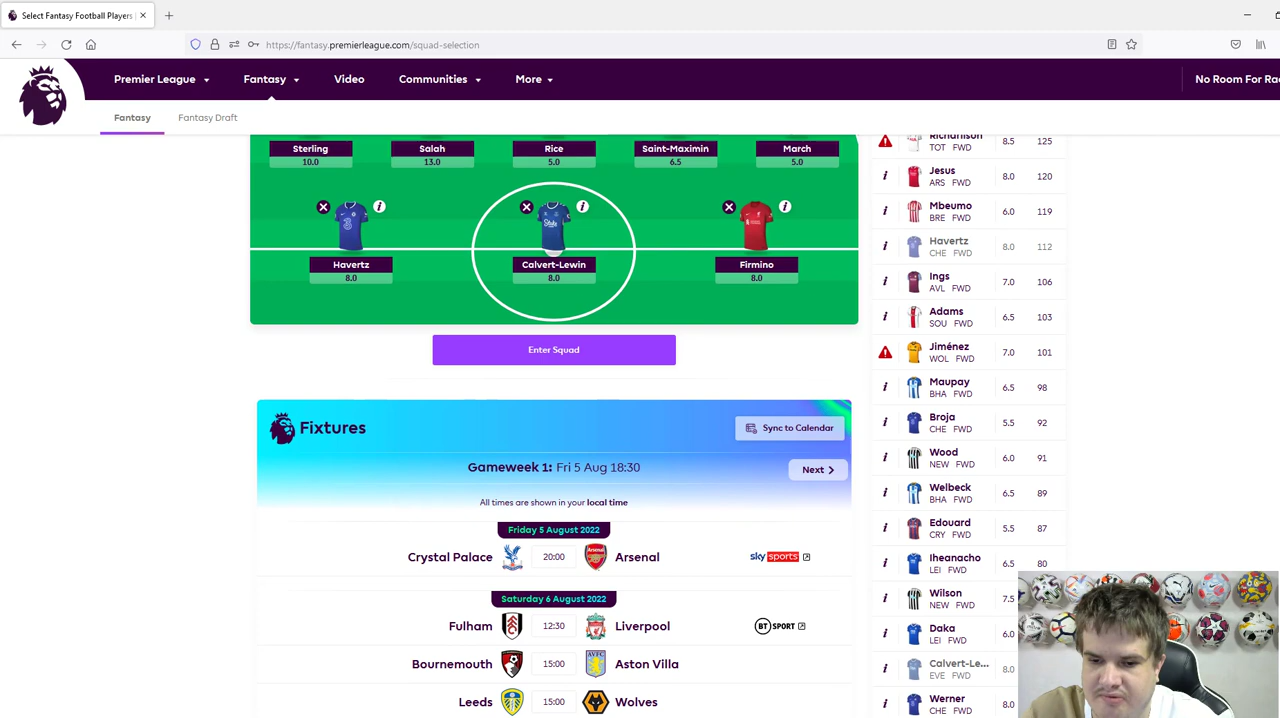 Select Fantasy Football Players |
https://fantasy.premierleague.com/squad-selection
Premier League
Fantasy
Video
Communities
More
No Room For Ra
Fantasy
Fantasy Draft
Sterling
10.0
Salah
13.0
Rice
5.0
Saint-Maximin
6.5
March
5.0
Havertz
8.0
Calvert-Lewin
8.0
Firmino
8.0
Enter Squad
Fixtures
Sync to Calendar
Gameweek 1: Fri 5 Aug 18:30
Next
All times are shown in your local time
Friday 5 August 2022
Crystal Palace 20:00 Arsenal
sky sports
Saturday 6 August 2022
Fulham 12:30 Liverpool
BT SPORT
Bournemouth 15:00 Aston Villa
Leeds 15:00 Wolves
Richarlison 8.5 125
TOT FWD
Jesus 8.0 120
ARS FWD
Mbeumo 6.0 119
BRE FWD
Havertz 8.0 112
CHE FWD
Ings 7.0 106
AVL FWD
Adams 6.5 103
SOU FWD
Jiménez 7.0 101
WOL FWD
Maupay 6.5 98
BHA FWD
Broja 5.5 92
CHE FWD
Wood 6.0 91
NEW FWD
Welbeck 6.5 89
BHA FWD
Edouard 5.5 87
CRY FWD
Iheanacho 6.5 80
LEI FWD
Wilson 7.5
NEW FWD
Daka 6.0
LEI FWD
Calvert-Le... 8.0
EVE FWD
Werner 8.0
CHE FWD